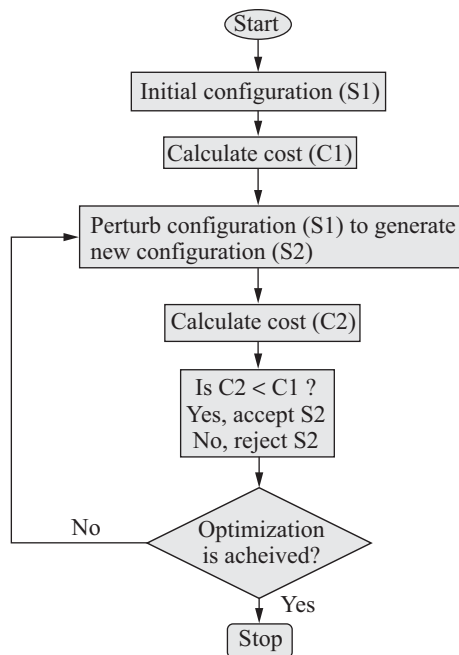 Start
Initial configuration (S1)
Calculate cost (C1)
Perturb configuration (S1) to generate
new configuration (S2)
Calculate cost (C2)
Is C2 < C1 ?
Yes, accept S2
No, reject S2
No
Optimization
is acheived?
Yes
Stop